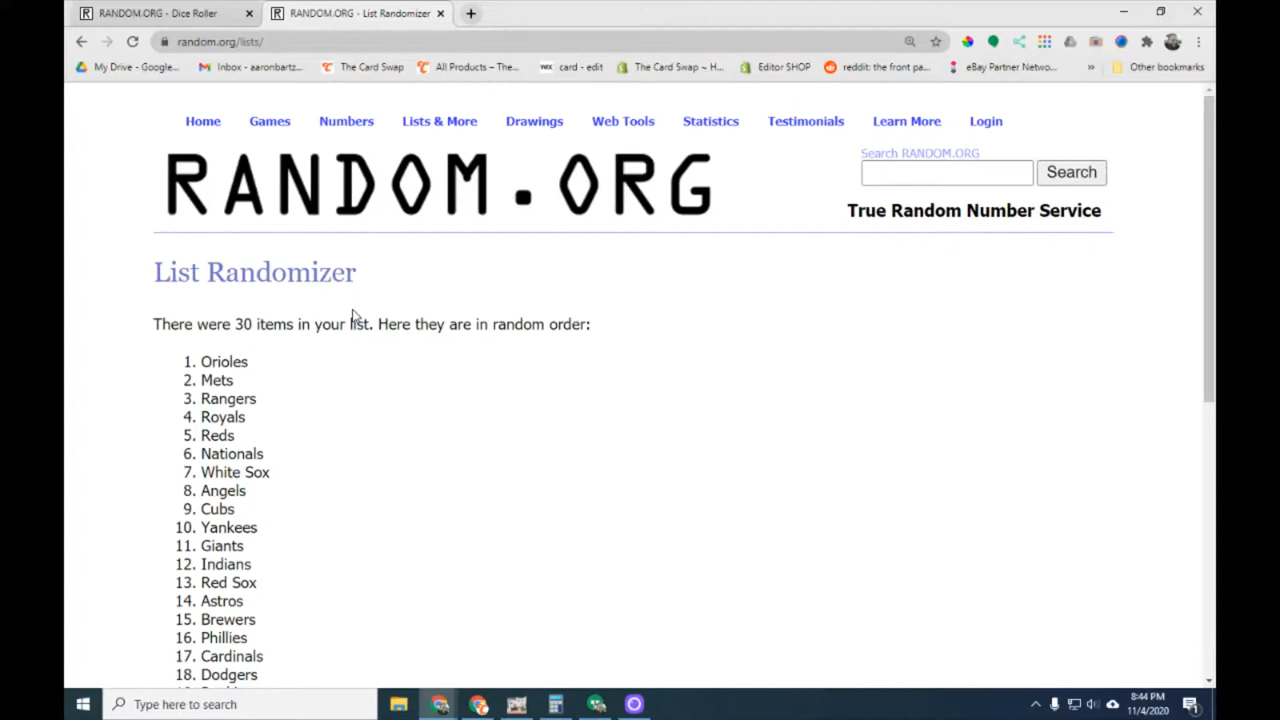 RANDOM.ORG - Dice Roller
RANDOM.ORG - List Randomizer
random.org/lists/
My Drive - Google...
Inbox - aaronbartz...
The Card Swap
All Products – The...
WIX card - edit
The Card Swap ~ H...
Editor SHOP
reddit: the front pa...
eBay Partner Netwo...
»
Other bookmarks
Home Games Numbers Lists & More Drawings Web Tools Statistics Testimonials Learn More Login
RANDOM.ORG
Search RANDOM.ORG
Search
True Random Number Service
List Randomizer
There were 30 items in your list. Here they are in random order:
1. Orioles
2. Mets
3. Rangers
4. Royals
5. Reds
6. Nationals
7. White Sox
8. Angels
9. Cubs
10. Yankees
11. Giants
12. Indians
13. Red Sox
14. Astros
15. Brewers
16. Phillies
17. Cardinals
18. Dodgers
Type here to search
8:44 PM
11/4/2020